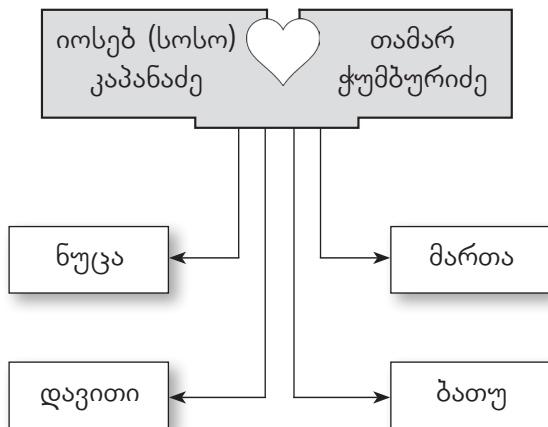 იოსებ (სოსო)
კაპანაძე
თამარ
ჭუმბურიძე
ნუცა
მართა
დავითი
ბათუ